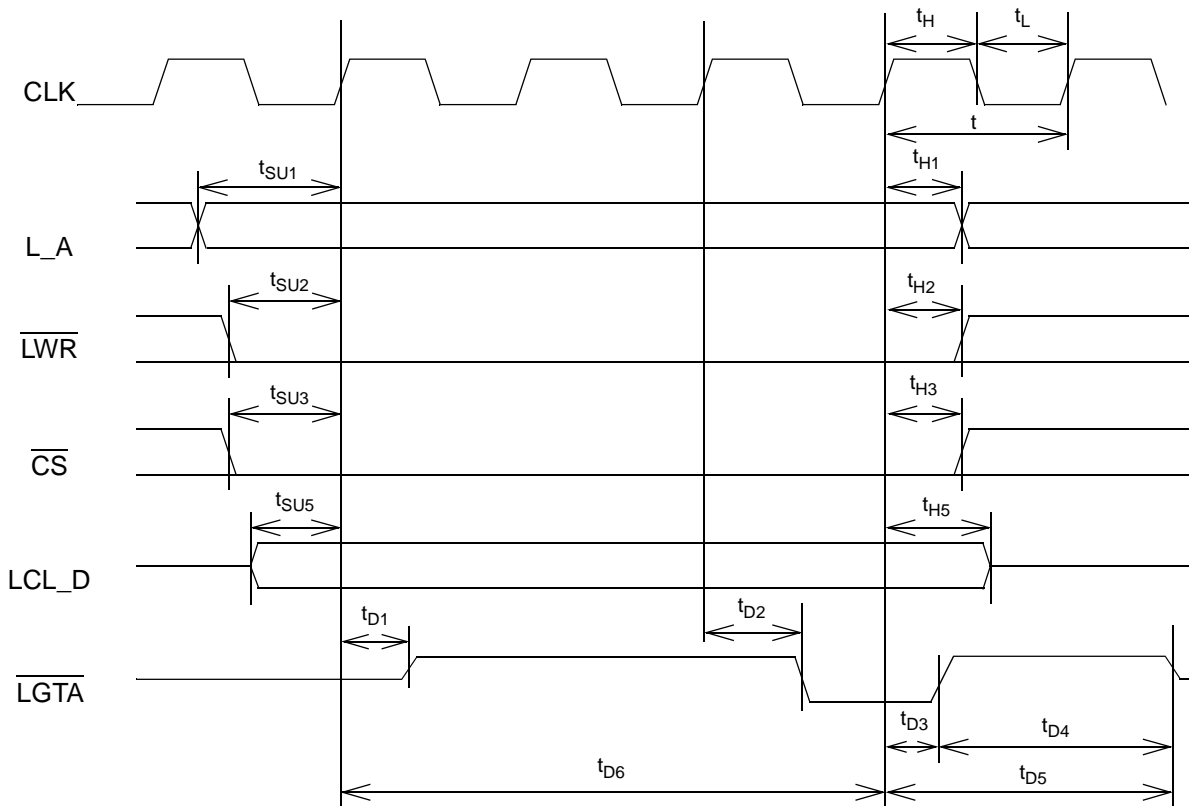 tH
tL
CLK
t
tSU1
tH1
L_A
tSU2
tH2
LWR
tSU3
tH3
CS
tSU5
tH5
LCL_D
tD1
tD2
LGTA
tD3
tD4
tD6
tD5